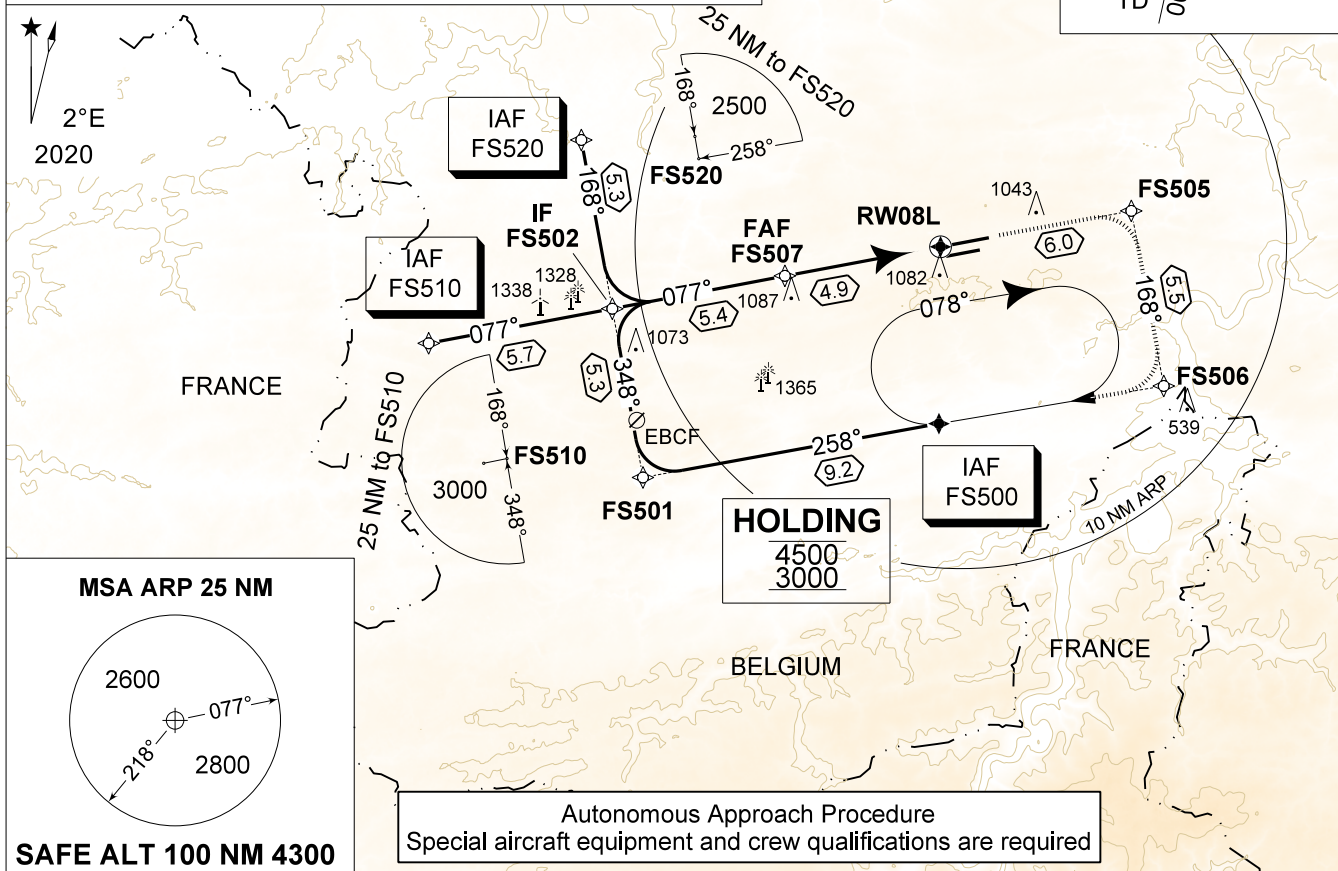 TD
25 NM to FS520
2°E
2020
IAF
FS520
168°
2500
258°
FS520
168°
5.3
IF
FS502
FAF
FS507
RW08L
1043
FS505
6.0
IAF
FS510
1338
1328
077°
5.4
1087
4.9
1082
078°
168°
5.5
077°
5.7
1073
5.3
348°
1365
FS506
539
FRANCE
25 NM to FS510
168°
FS510
3000
348°
EBCF
258°
9.2
FS501
IAF
FS500
HOLDING
4500
3000
10 NM ARP
MSA ARP 25 NM
2600
077°
218°
2800
SAFE ALT 100 NM 4300
BELGIUM
FRANCE
Autonomous Approach Procedure
Special aircraft equipment and crew qualifications are required